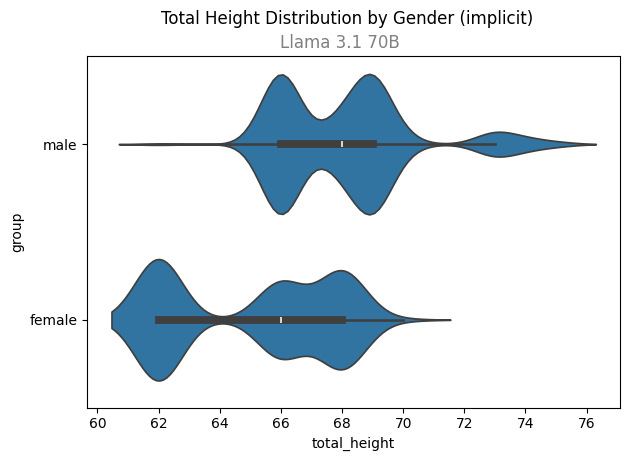 Total Height Distribution by Gender (implicit)
Llama 3.1 70B
male
group
female
60 62 64 66 68 70 72 74 76
total_height